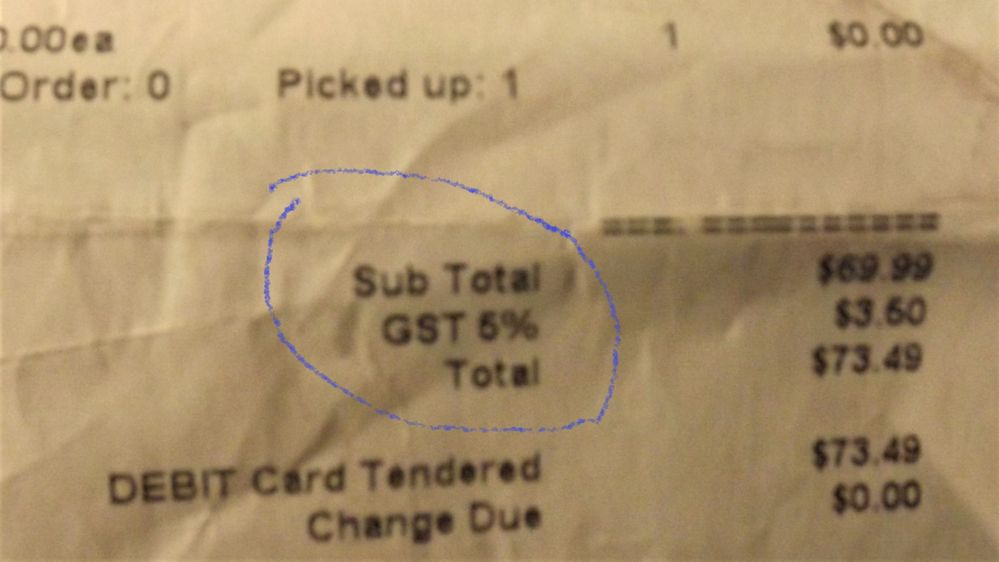 0.00ea 1 $0.00
Order: 0 Picked up: 1
Sub Total $69.99
GST 5% $3.50
Total $73.49
DEBIT Card Tendered $73.49
Change Due $0.00